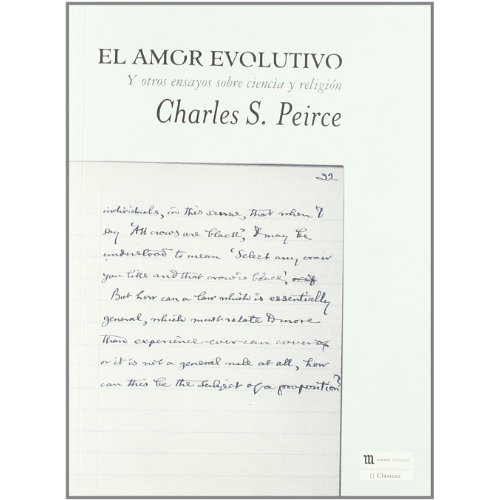 EL AMOR EVOLUTIVO
Y otros ensayos sobre ciencia y religión
Charles S. Peirce
92
individuals, in this sense, that when I
say 'All crows are black', I may be
understood to mean 'Select any crow
you like and that crow is black',
But how can a law which is essentially
general, which must relate to more
than experience ever can cover
or it is not a general rule at all, how
can this be the subject of a proposition?
m
Clásicos